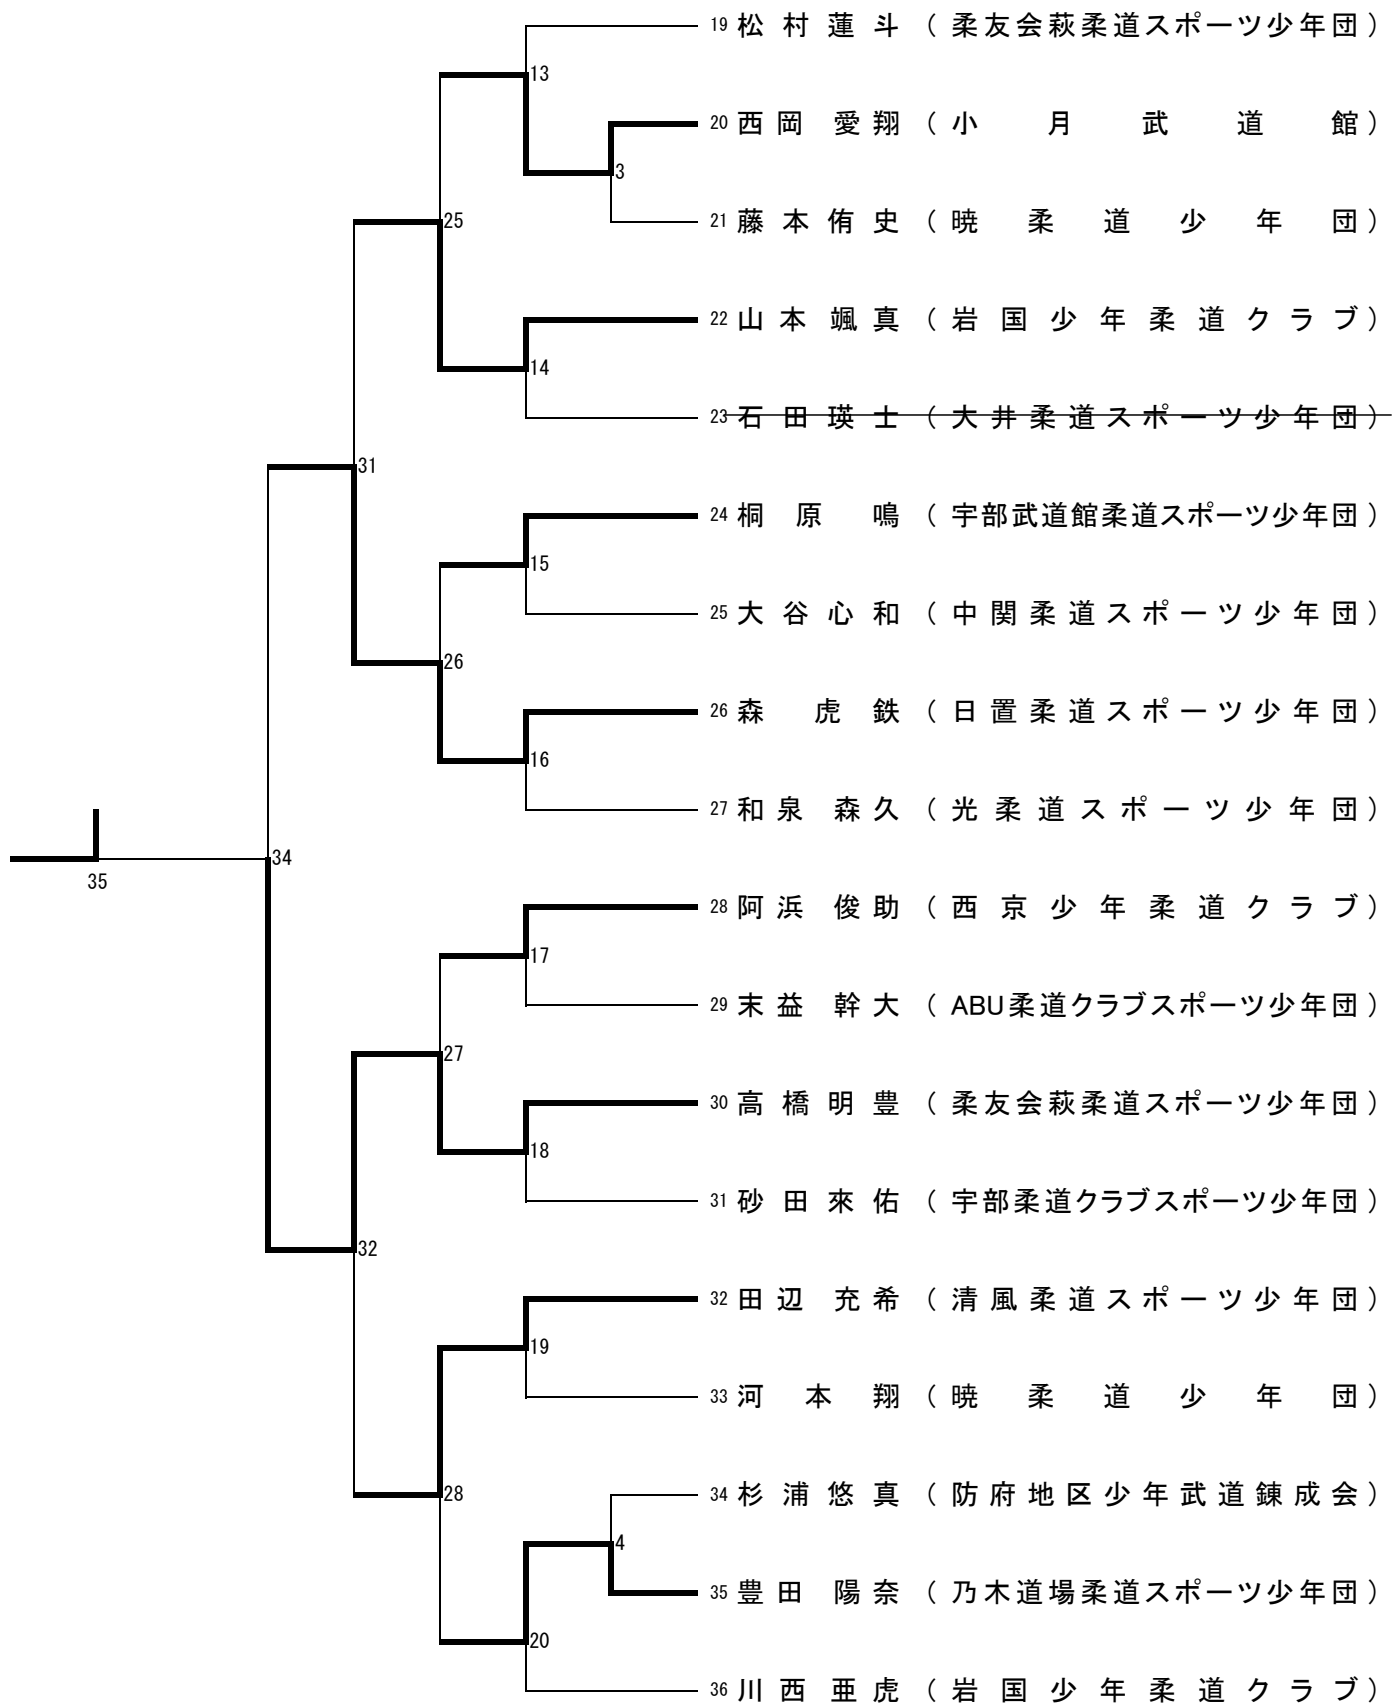 19 松村蓮斗（柔友会萩柔道スポーツ少年団）
13
20 西岡 愛翔（小月武道館）
3
21 藤本侑史（暁柔道少年団）
25
22 山本颯真（岩国少年柔道クラブ）
14
23 石田瑛士（大井柔道スポーツ少年団）
31
24 桐原 鳴（宇部武道館柔道スポーツ少年団）
15
25 大谷心和（中関柔道スポーツ少年団）
26
26 森 虎鉄（日置柔道スポーツ少年団）
16
27 和泉 森久（光柔道スポーツ少年団）
34
35
28 阿浜 俊助（西京少年柔道クラブ）
17
29 末益 幹大（ABU柔道クラブスポーツ少年団）
27
30 高橋明豊（柔友会萩柔道スポーツ少年団）
18
31 砂田來佑（宇部柔道クラブスポーツ少年団）
32
32 田辺 充希（清風柔道スポーツ少年団）
19
33 河本翔（暁柔道少年団）
28
34 杉浦悠真（防府地区少年武道錬成会）
4
35 豊田 陽奈（乃木道場柔道スポーツ少年団）
20
36 川西亜虎（岩国少年柔道クラブ）